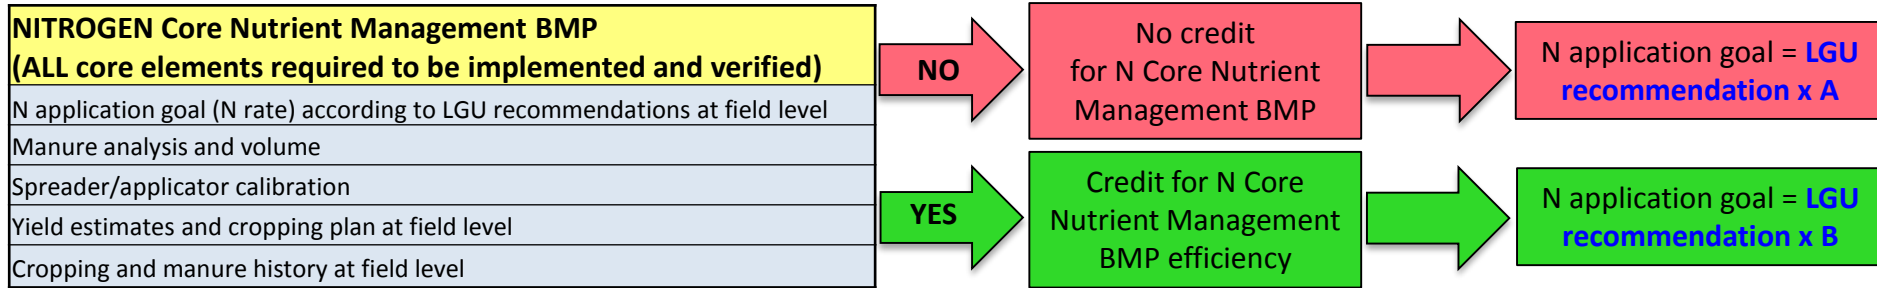 NITROGEN Core Nutrient Management BMP
(ALL core elements required to be implemented and verified)
N application goal (N rate) according to LGU recommendations at field level
Manure analysis and volume
Spreader/applicator calibration
Yield estimates and cropping plan at field level
Cropping and manure history at field level
NO
No credit
for N Core Nutrient
Management BMP
N application goal = LGU
recommendation x A
YES
Credit for N Core
Nutrient Management
BMP efficiency
N application goal = LGU
recommendation x B